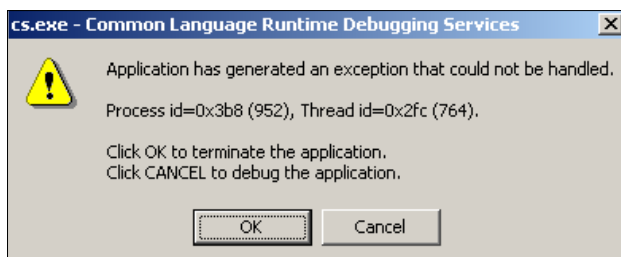 cs.exe - Common Language Runtime Debugging Services
Application has generated an exception that could not be handled.
Process id=0x3b8 (952), Thread id=0x2fc (764).
Click OK to terminate the application.
Click CANCEL to debug the application.
OK Cancel